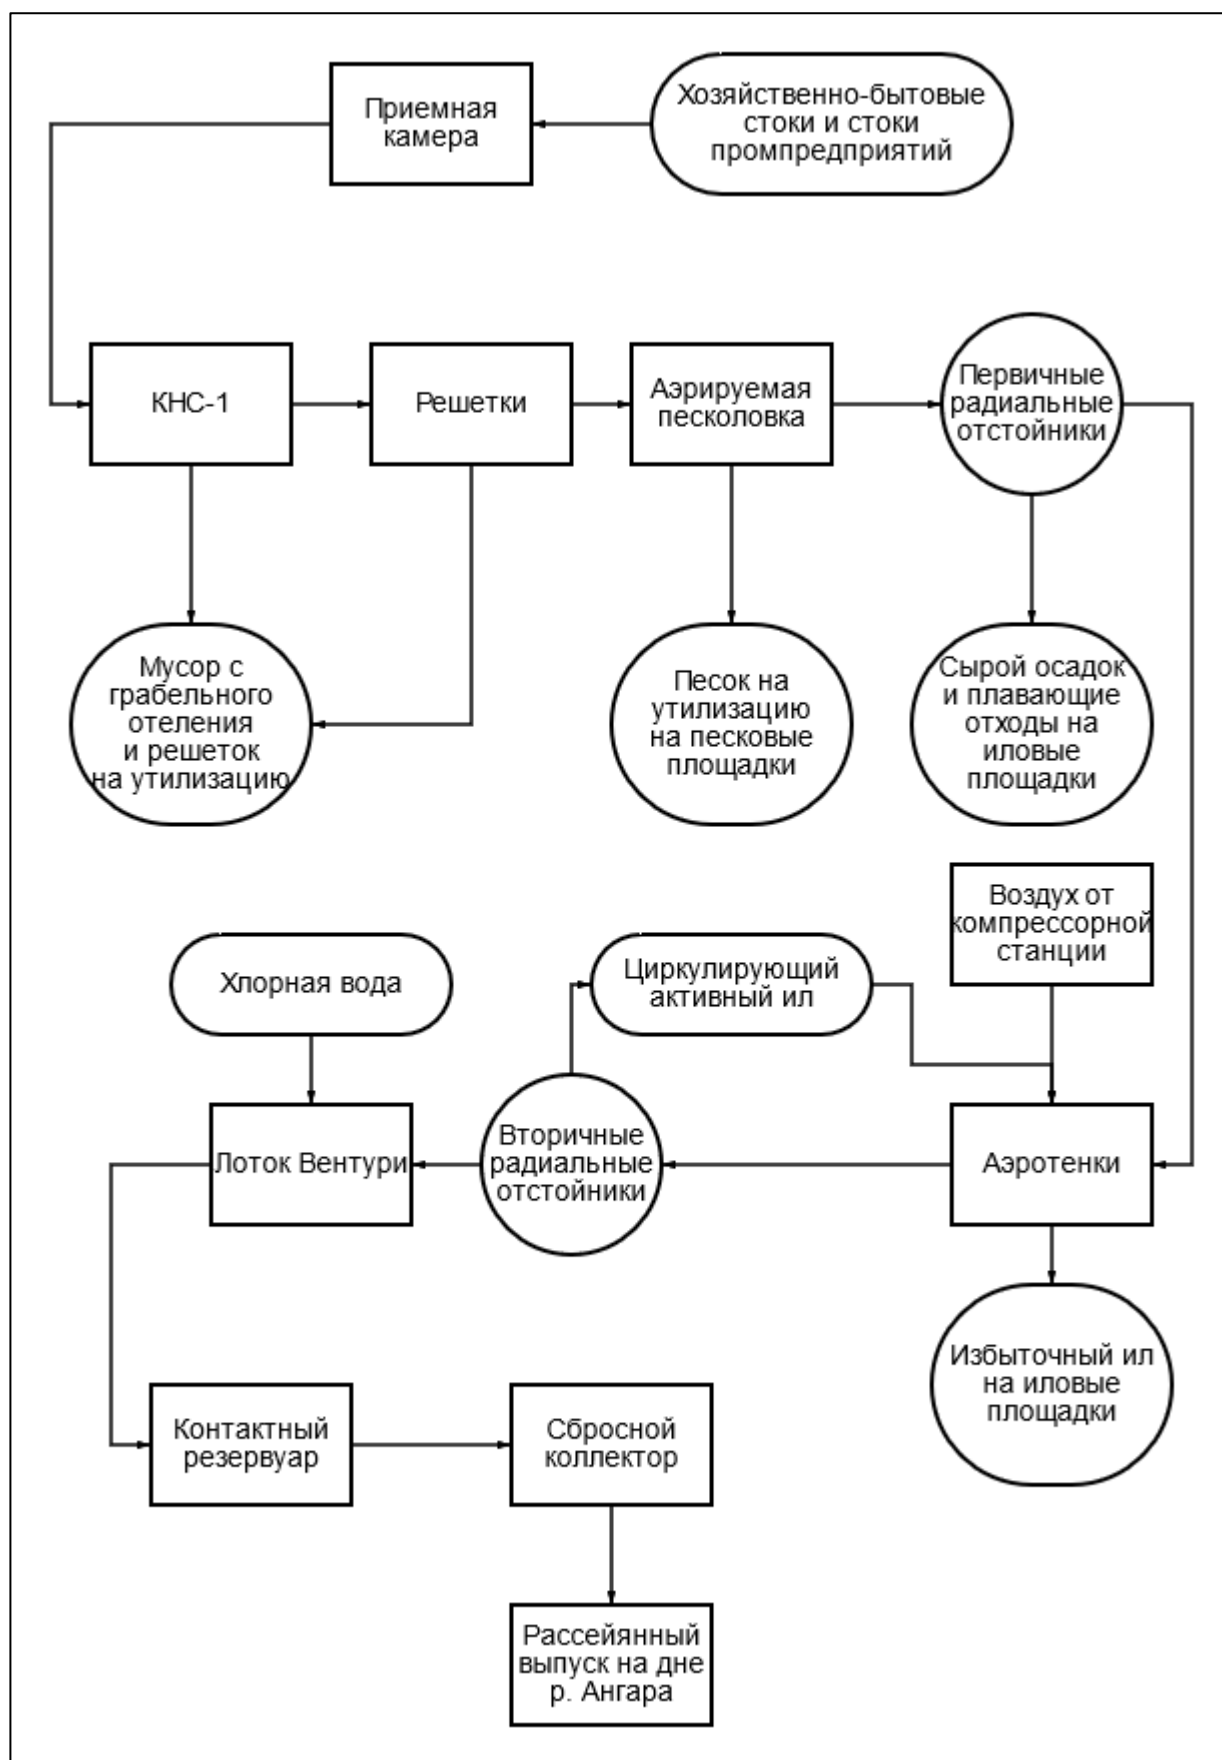 Приемная
камера
Хозяйственно-бытовые
стоки и стоки
промпредприятий
КНС-1
Решетки
Аэрируемая
песколовка
Первичные
радиальные
отстойники
Мусор с
грабельного
отеления
и решеток
на утилизацию
Песок на
утилизацию
на песковые
площадки
Сырой осадок
и плавающие
отходы на
иловые
площадки
Воздух от
компрессорной
станции
Хлорная вода
Циркулирующий
активный ил
Лоток Вентури
Вторичные
радиальные
отстойники
Аэротенки
Избыточный ил
на иловые
площадки
Контактный
резервуар
Сбросной
коллектор
Рассейянный
выпуск на дне
р. Ангара